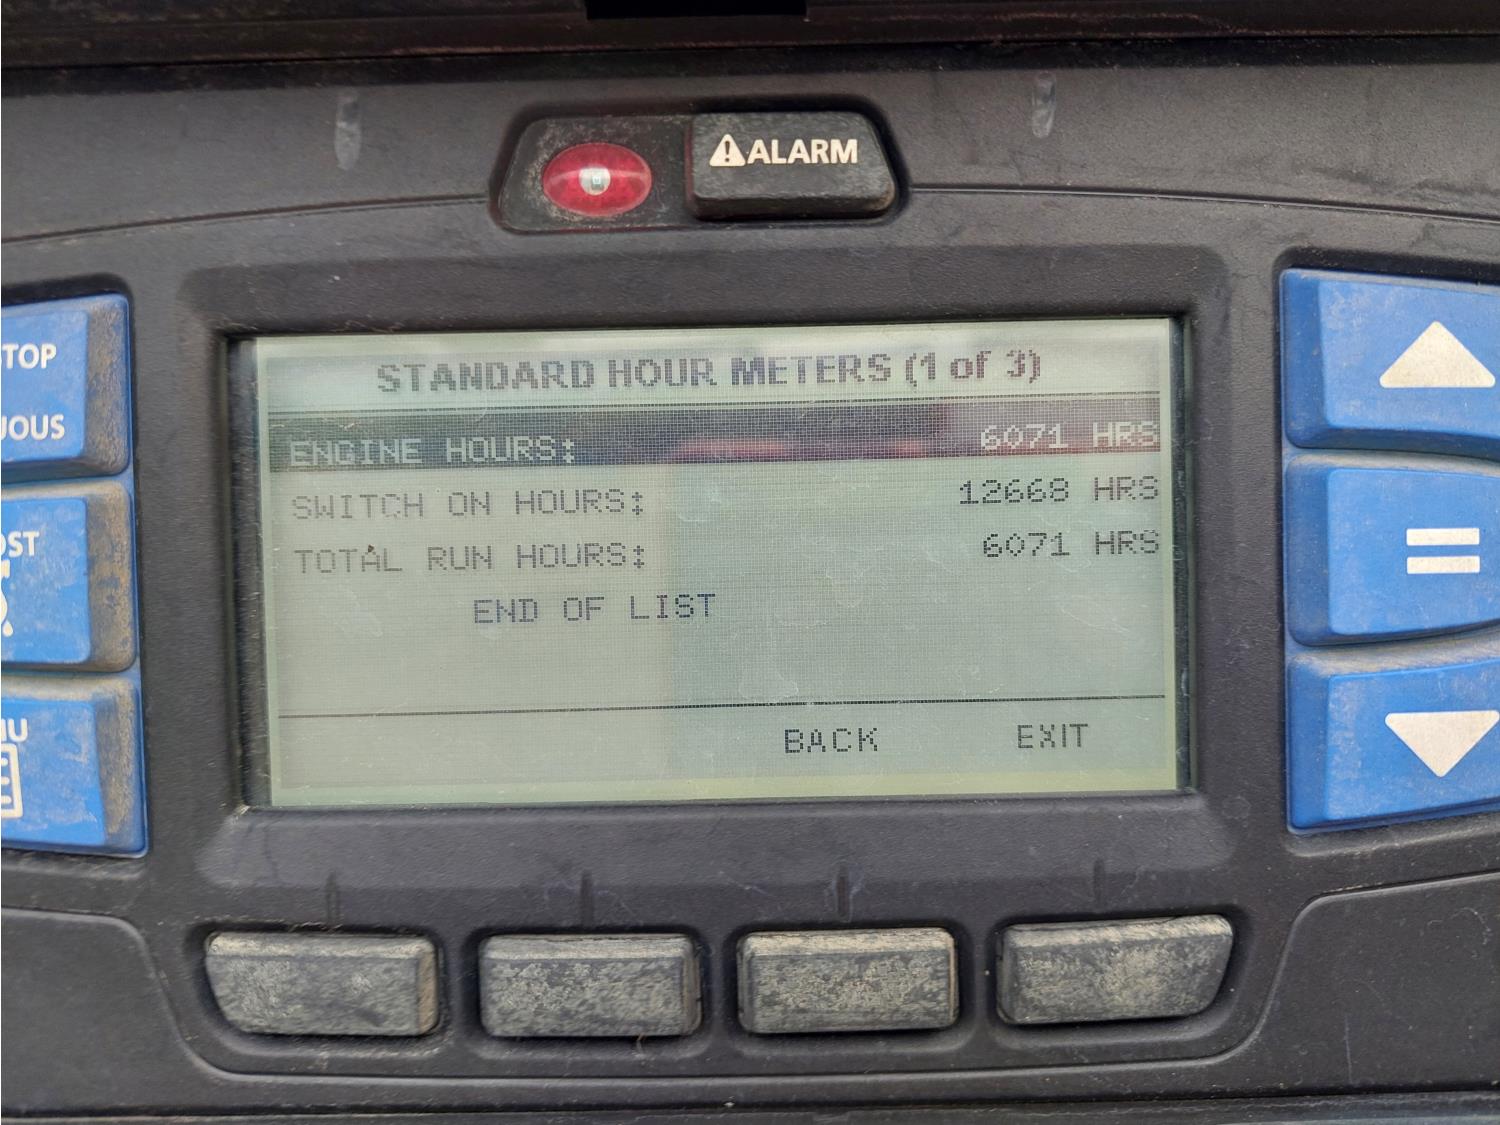 ALARM
STANDARD HOUR METERS (1 of 3)
ENGINE HOURS: 6071 HRS
SWITCH ON HOURS: 12668 HRS
TOTAL RUN HOURS: 6071 HRS
END OF LIST
BACK EXIT